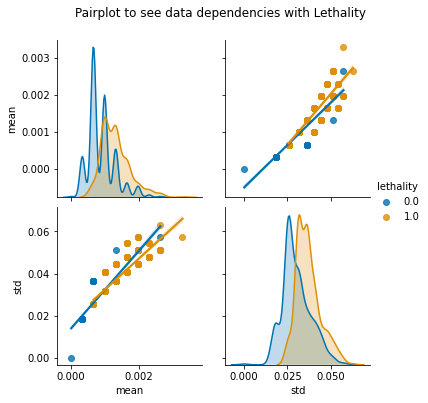 Pairplot to see data dependencies with Lethality
0.003
0.002
0.001
0.000
mean
lethality
0.0
1.0
0.06
0.04
0.02
0.00
std
0.000 0.002
mean
0.000 0.025 0.050
std